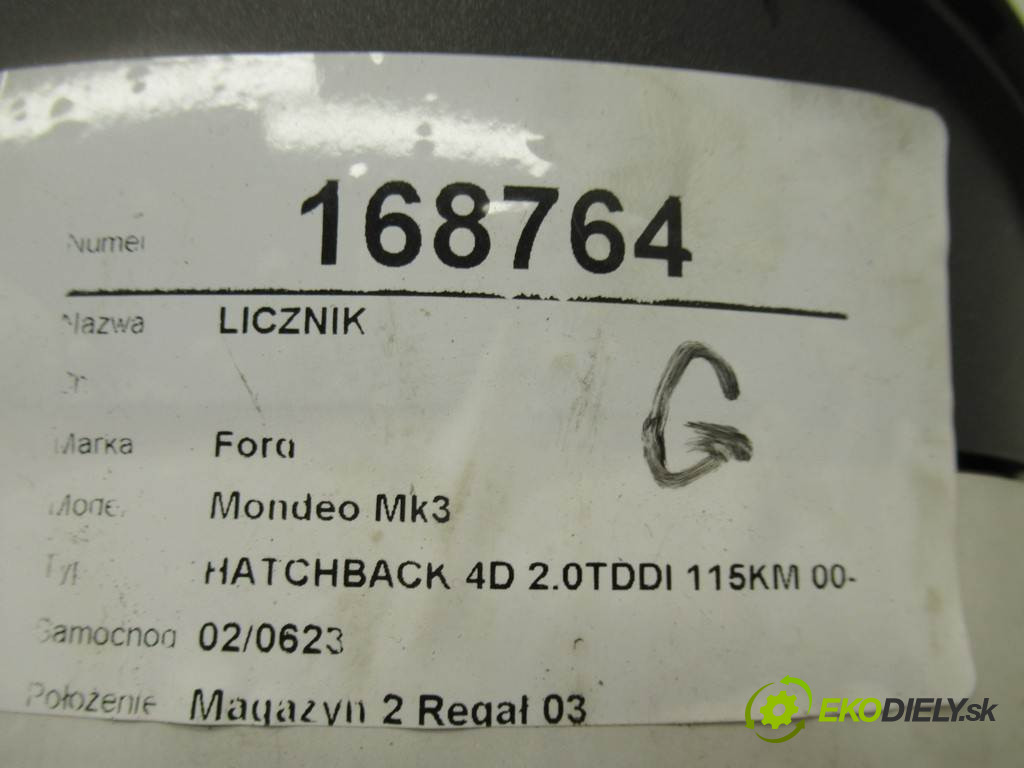 Numer 168764
Nazwa LICZNIK
G
Marka Ford
Model Mondeo Mk3
Typ HATCHBACK 4D 2.0TDDI 115KM 00-
Samochod 02/0623
Położenie Magazyn 2 Regał 03
EKODIELY.sk